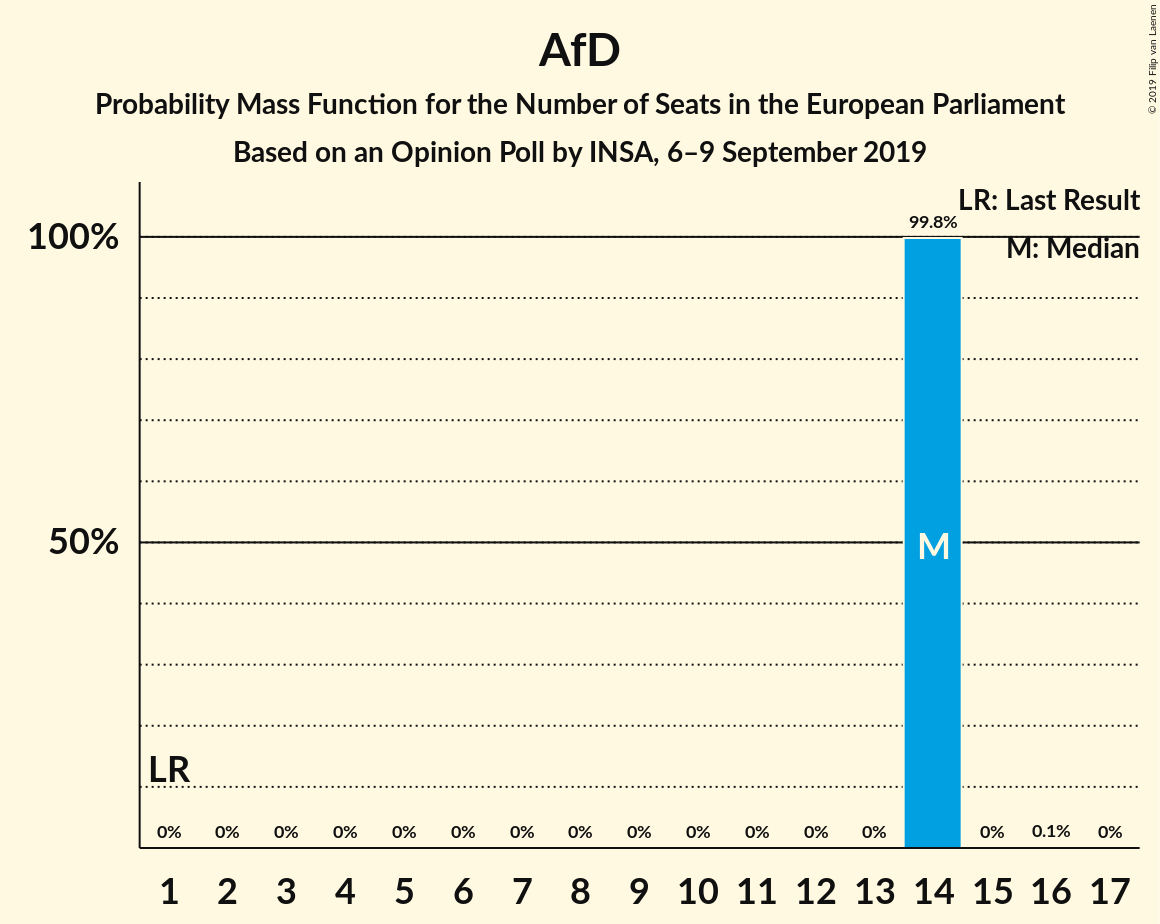 AfD
Probability Mass Function for the Number of Seats in the European Parliament
Based on an Opinion Poll by INSA, 6–9 September 2019
© 2019 Filip van Laenen
LR: Last Result
M: Median
100%
99.8%
50%
M
LR
0% 0% 0% 0% 0% 0% 0% 0% 0% 0% 0% 0% 0% 0% 0.1% 0%
1 2 3 4 5 6 7 8 9 10 11 12 13 14 15 16 17